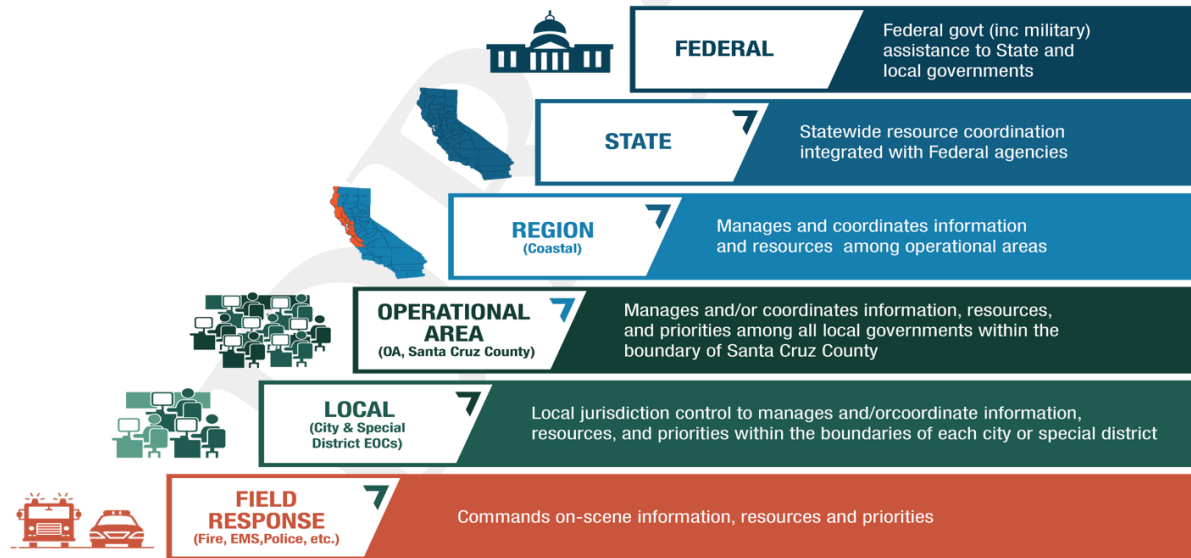 FEDERAL
Federal govt (inc military)
assistance to State and
local governments
STATE
Statewide resource coordination
integrated with Federal agencies
REGION
(Coastal)
Manages and coordinates information
and resources among operational areas
OPERATIONAL
AREA
(OA, Santa Cruz County)
Manages and/or coordinates information, resources,
and priorities among all local governments within the
boundary of Santa Cruz County
LOCAL
(City & Special
District EOCs)
Local jurisdiction control to manages and/orcoordinate information,
resources, and priorities within the boundaries of each city or special district
FIELD
RESPONSE
(Fire, EMS,Police, etc.)
Commands on-scene information, resources and priorities